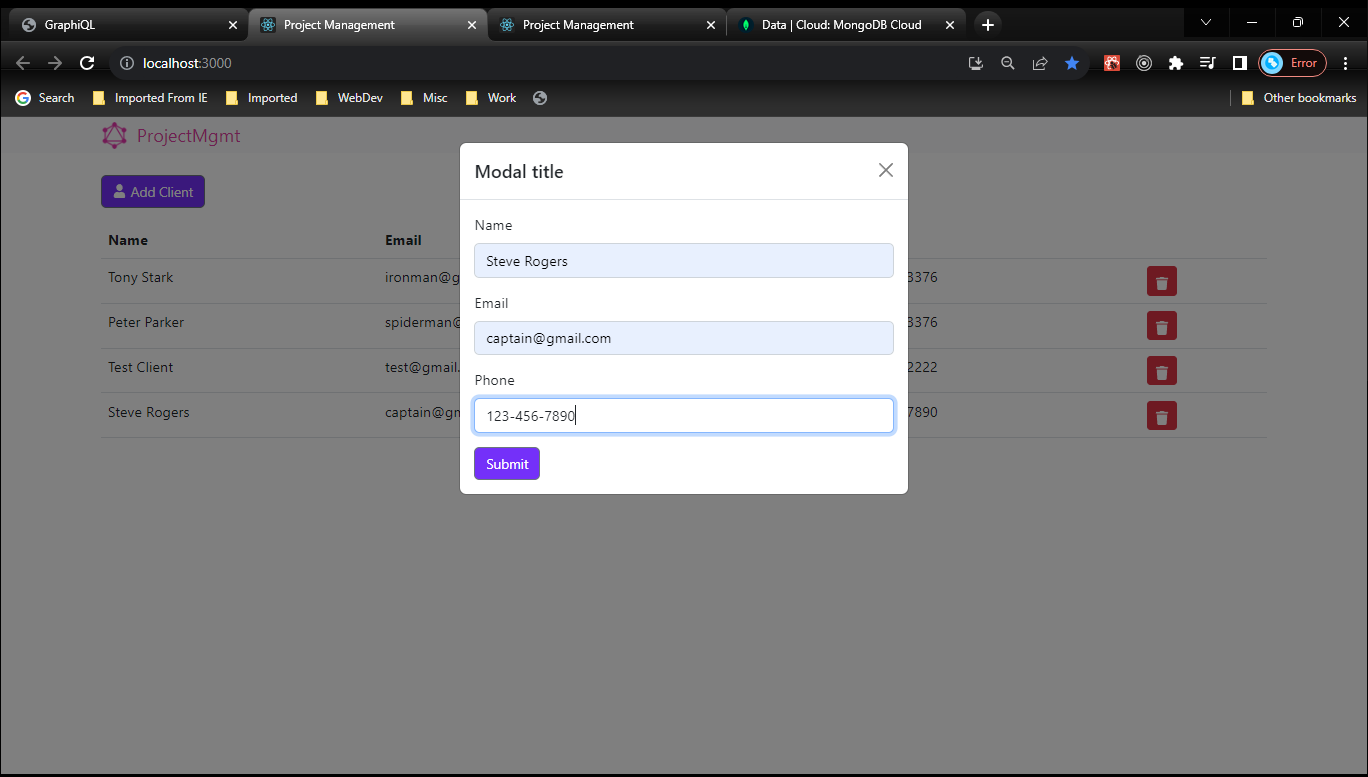 GraphiQL Project Management Project Management Data | Cloud: MongoDB Cloud
localhost:3000 Error
Search Imported From IE Imported WebDev Misc Work Other bookmarks
ProjectMgmt
Add Client
Name Email
Tony Stark ironman@g 3376
Peter Parker spiderman@ 3376
Test Client test@gmail. 2222
Steve Rogers captain@gm 7890
Modal title
Name
Steve Rogers
Email
captain@gmail.com
Phone
123-456-7890
Submit